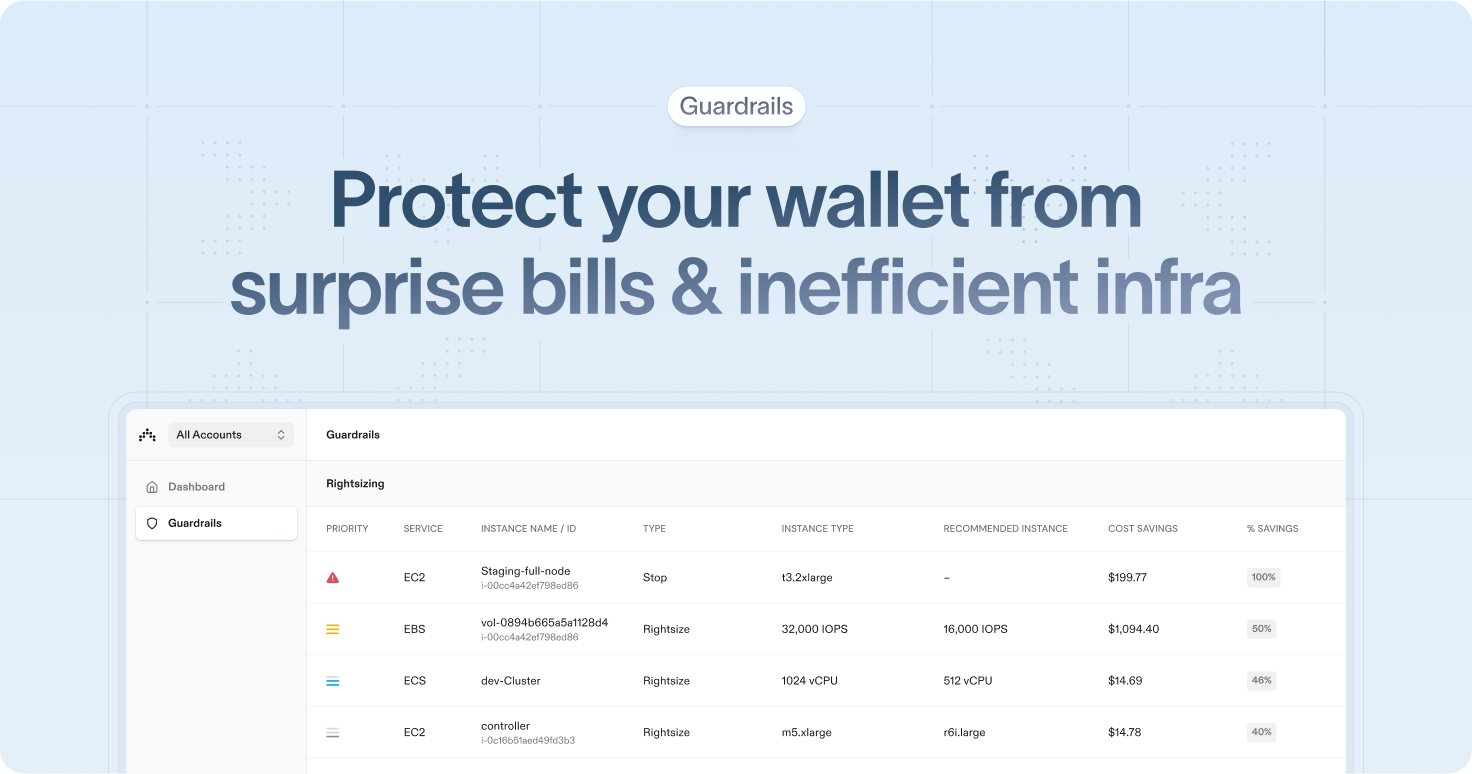 Guardrails
Protect your wallet from
surprise bills & inefficient infra
All Accounts
Guardrails
Dashboard
Guardrails
Rightsizing
PRIORITY SERVICE INSTANCE NAME / ID TYPE INSTANCE TYPE RECOMMENDED INSTANCE COST SAVINGS % SAVINGS
EC2 Staging-full-node Stop t3.2xlarge – $199.77 100%
i-00cc4a42ef798ed86
EBS vol-0894b665a5a1128d4 Rightsize 32,000 IOPS 16,000 IOPS $1,094.40 50%
i-00cc4a42ef798ed86
ECS dev-Cluster Rightsize 1024 vCPU 512 vCPU $14.69 46%
EC2 controller Rightsize m5.xlarge r6i.large $14.78 40%
i-0c16b51aed49fd3b3